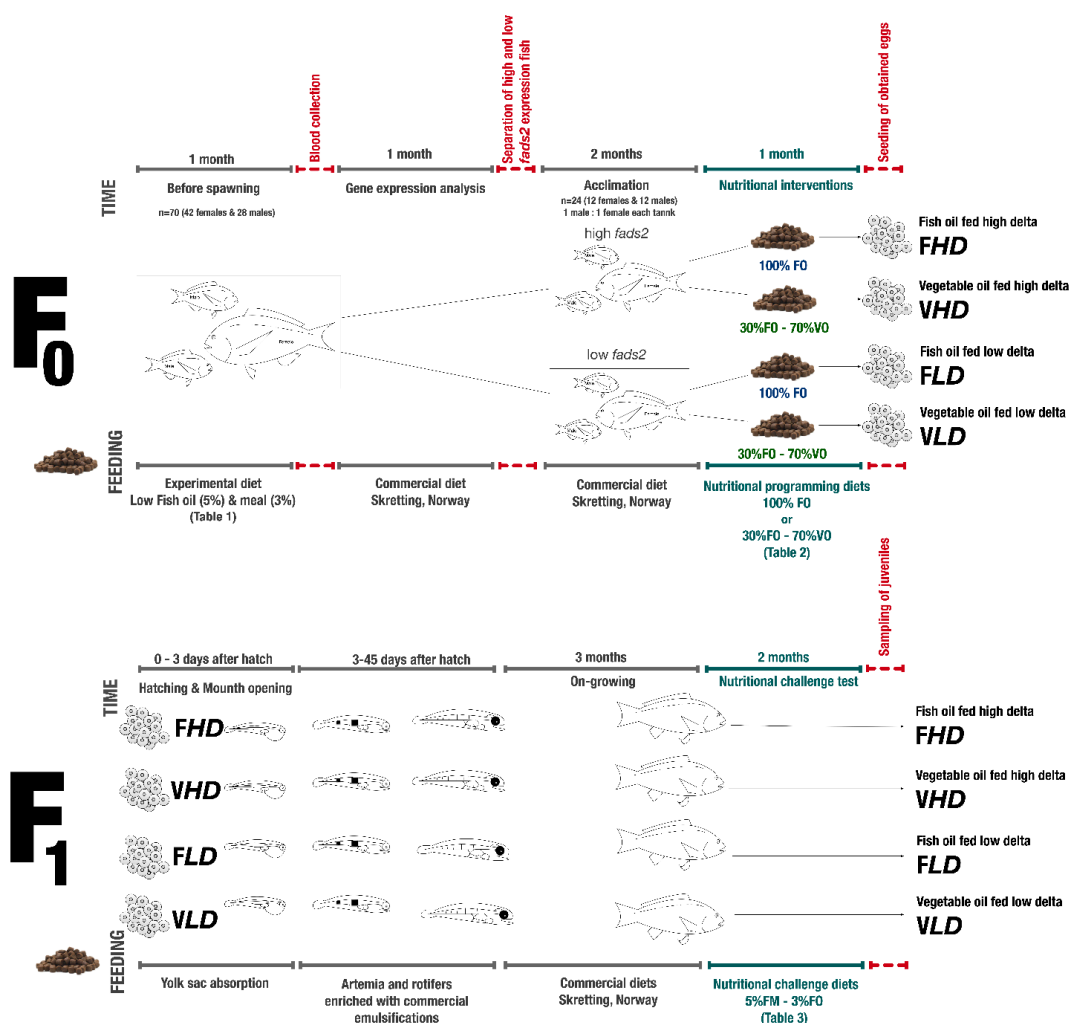 Blood collection
Separation of high and low
fads2 expression fish
Seeding of obtained eggs
1 month
1 month
2 months
1 month
TIME
Before spawning
Gene expression analysis
Acclimation
Nutritional interventions
n=70 (42 females & 28 males)
n=24 (12 females & 12 males)
1 male : 1 female each tannk
high fads2
Fish oil fed high delta
FHD
100% FO
Vegetable oil fed high delta
VHD
30%FO - 70%VO
F0
Male
Female
low fads2
Fish oil fed low delta
FLD
100% FO
Vegetable oil fed low delta
VLD
30%FO - 70%VO
FEEDING
Experimental diet
Low Fish oil (5%) & meal (3%)
(Table 1)
Commercial diet
Skretting, Norway
Commercial diet
Skretting, Norway
Nutritional programming diets
100% FO
or
30%FO - 70%VO
(Table 2)
Sampling of juveniles
0 - 3 days after hatch
3-45 days after hatch
3 months
2 months
TIME
Hatching & Mounth opening
On-growing
Nutritional challenge test
FHD
Fish oil fed high delta
FHD
VHD
Vegetable oil fed high delta
VHD
F1
FLD
Fish oil fed low delta
FLD
VLD
Vegetable oil fed low delta
VLD
FEEDING
Yolk sac absorption
Artemia and rotifers
enriched with commercial
emulsifications
Commercial diets
Skretting, Norway
Nutritional challenge diets
5%FM - 3%FO
(Table 3)